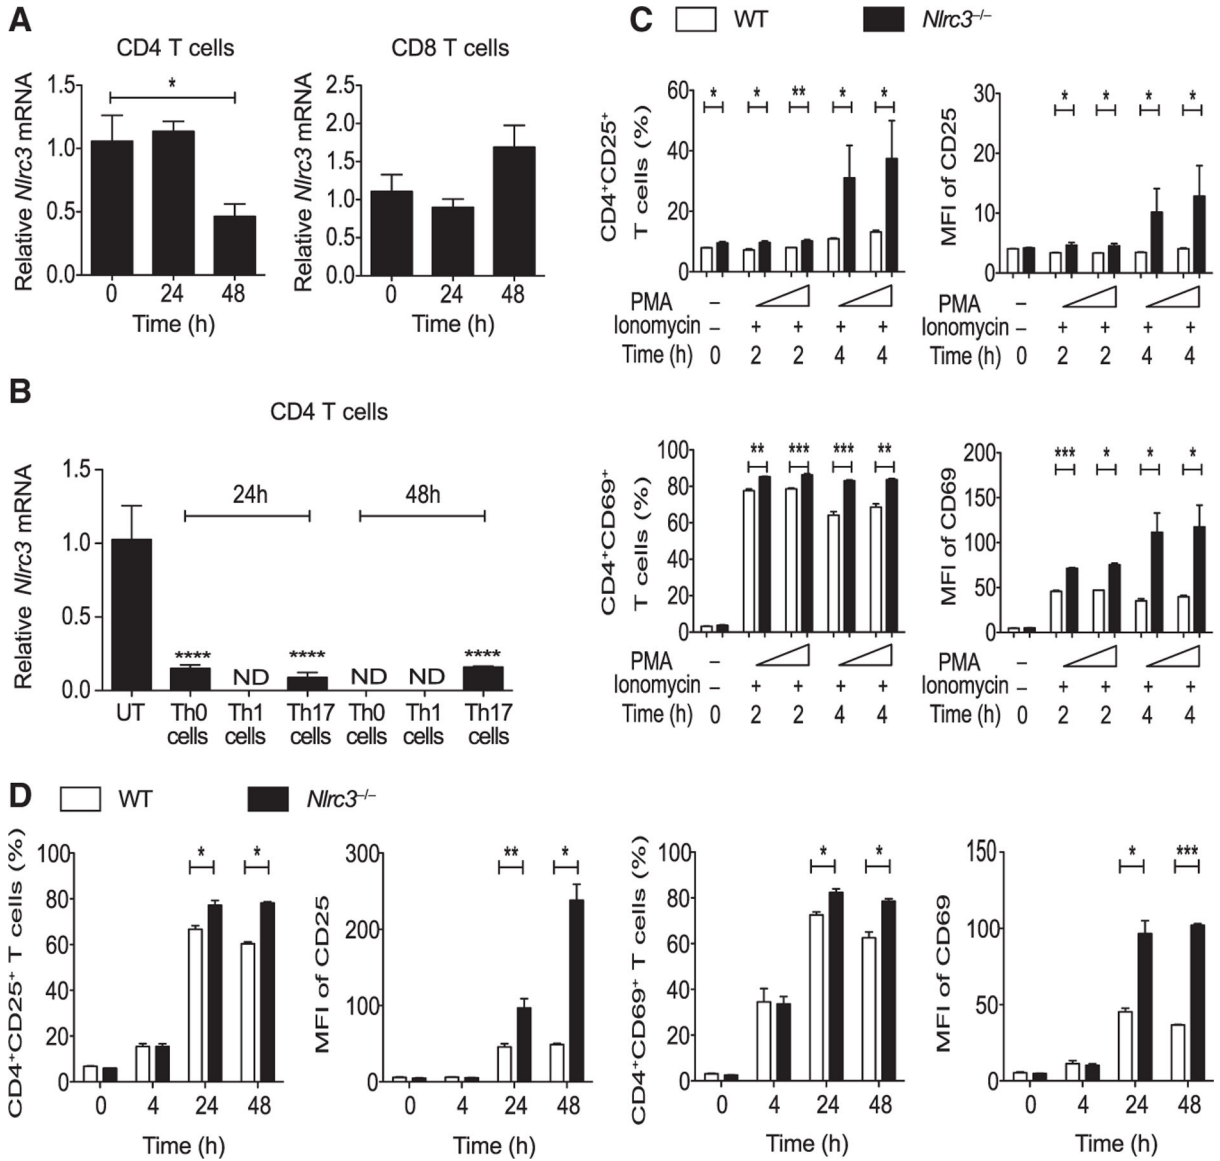 A
CD4 T cells
Relative Nlrc3 mRNA
1.5
1.0
0.5
0.0
*
0 24 48
Time (h)
CD8 T cells
Relative Nlrc3 mRNA
2.5
2.0
1.5
1.0
0.5
0.0
0 24 48
Time (h)
B
CD4 T cells
Relative Nlrc3 mRNA
1.5
1.0
0.5
0.0
24h 48h
**** ND **** ND ND ****
UT Th0 Th1 Th17 Th0 Th1 Th17
cells cells cells cells cells cells
C WT Nlrc3–/–
CD4+CD25+
T cells (%)
60
40
20
0
* * ** * *
PMA –
Ionomycin – + + + +
Time (h) 0 2 2 4 4
MFI of CD25
30
20
10
0
* * * *
PMA –
Ionomycin – + + + +
Time (h) 0 2 2 4 4
CD4+CD69+
T cells (%)
100
80
60
40
20
0
** *** *** **
PMA –
Ionomycin – + + + +
Time (h) 0 2 2 4 4
MFI of CD69
200
150
100
50
0
*** * * *
PMA –
Ionomycin – + + + +
Time (h) 0 2 2 4 4
D WT Nlrc3–/–
CD4+CD25+ T cells (%)
100
80
60
40
20
0
* *
0 4 24 48
Time (h)
MFI of CD25
300
200
100
0
** *
0 4 24 48
Time (h)
CD4+CD69+ T cells (%)
100
80
60
40
20
0
* *
0 4 24 48
Time (h)
MFI of CD69
150
100
50
0
* ***
0 4 24 48
Time (h)